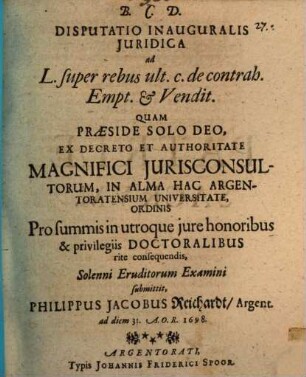 B. C. D.
27.
DISPUTATIO INAUGURALIS
JURIDICA
ad
L. super rebus ult. c. de contrah.
Empt. & Vendit.
QUAM
PRÆSIDE SOLO DEO,
EX DECRETO ET AUTHORITATE
MAGNIFICI JURISCONSUL-
TORUM, IN ALMA HAC ARGEN-
TORATENSIUM UNIVERSITATE,
ORDINIS
Pro summis in utroque jure honoribus
& privilegiis DOCTORALIBUS
rite consequendis,
Solenni Eruditorum Examini
submittit,
PHILIPPUS JACOBUS Reichardt / Argent.
ad diem 31. A.O.R. 1698.
ARGENTORATI,
Typis JOHANNIS FRIDERICI SPOOR.